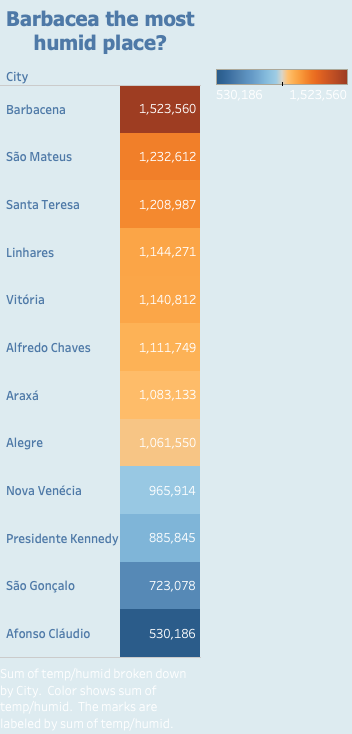 Barbacea the most
humid place?
City
530,186 1,523,560
Barbacena 1,523,560
São Mateus 1,232,612
Santa Teresa 1,208,987
Linhares 1,144,271
Vitória 1,140,812
Alfredo Chaves 1,111,749
Araxá 1,083,133
Alegre 1,061,550
Nova Venécia 965,914
Presidente Kennedy 885,845
São Gonçalo 723,078
Afonso Cláudio 530,186
Sum of temp/humid broken down
by City. Color shows sum of
temp/humid. The marks are
labeled by sum of temp/humid.